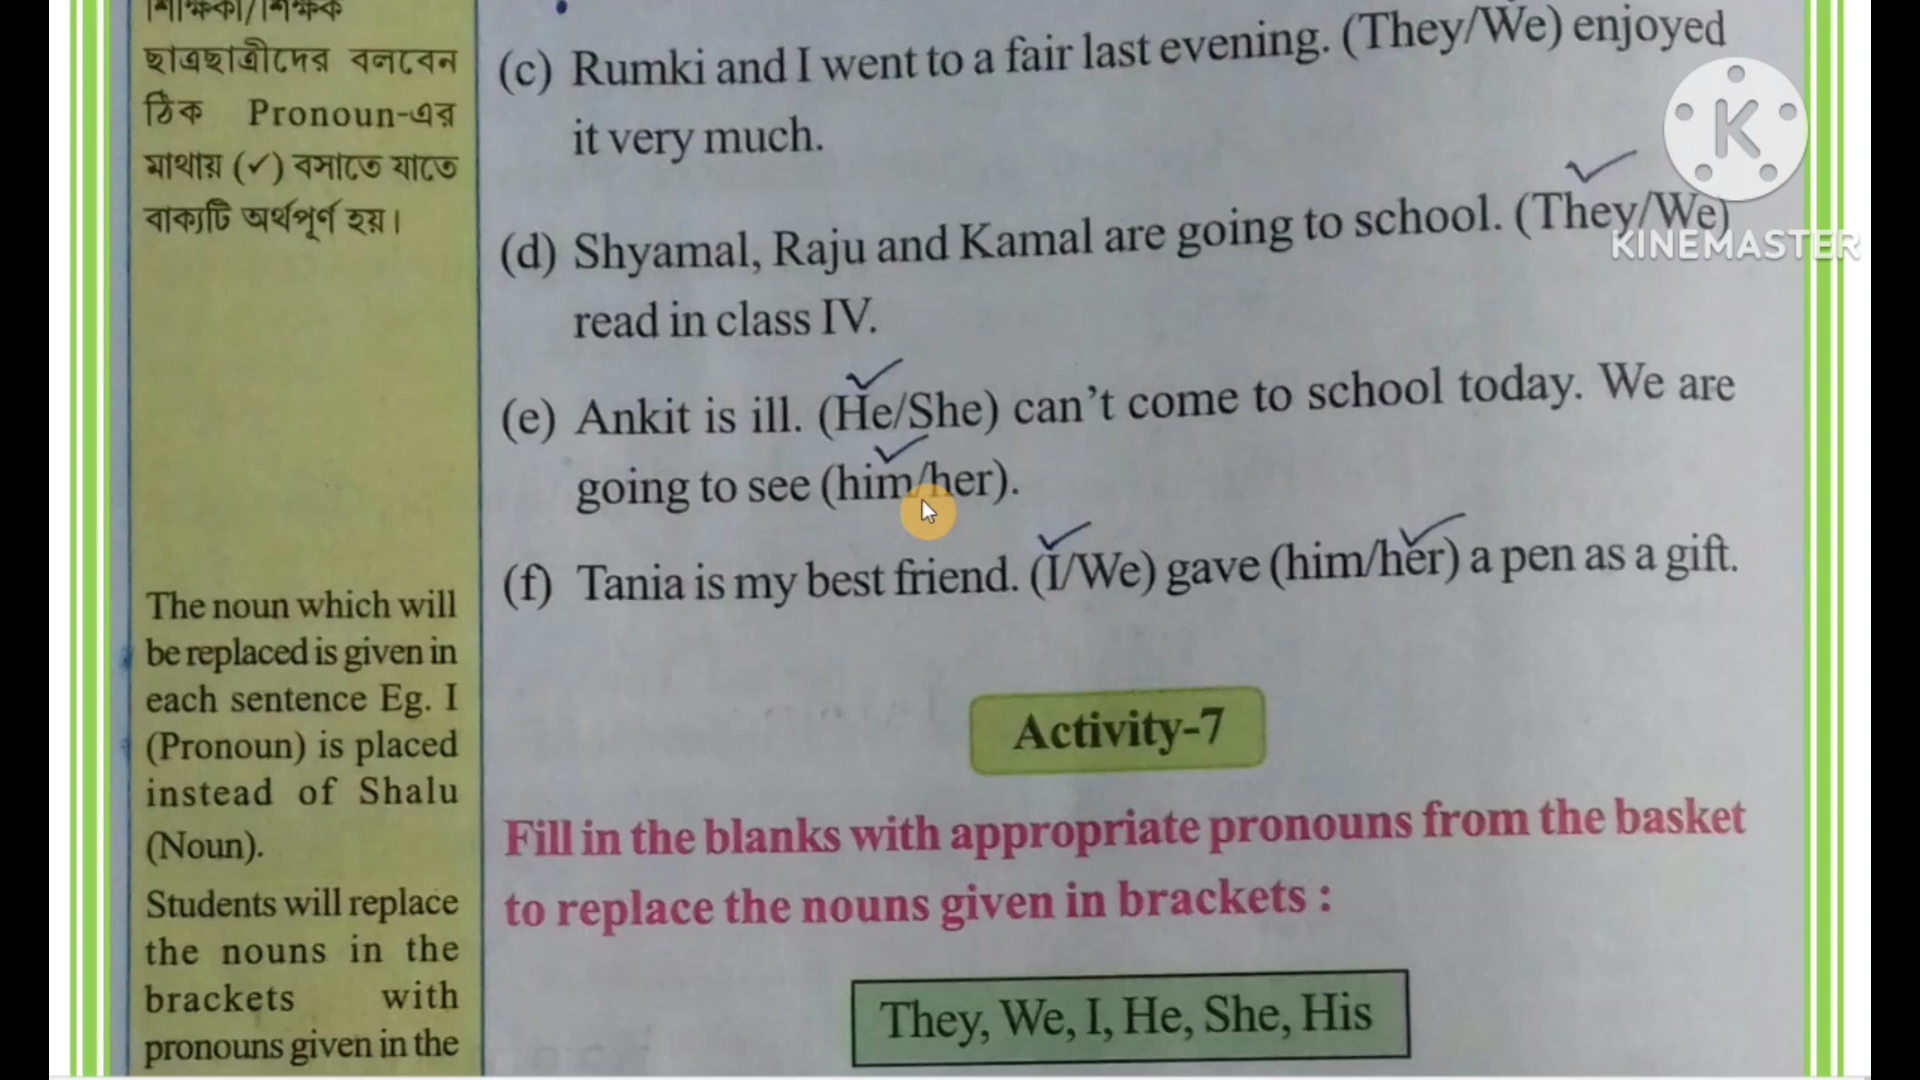 শিক্ষিকা/শিক্ষক
ছাত্রছাত্রীদের বলবেন
ঠিক Pronoun-এর
মাথায় (✓) বসাতে যাতে
বাক্যটি অর্থপূর্ণ হয়।
The noun which will
be replaced is given in
each sentence Eg. I
(Pronoun) is placed
instead of Shalu
(Noun).
Students will replace
the nouns in the
brackets with
pronouns given in the
(c) Rumki and I went to a fair last evening. (They/We) enjoyed
it very much.
(d) Shyamal, Raju and Kamal are going to school. (They/We)
read in class IV.
(e) Ankit is ill. (He/She) can't come to school today. We are
going to see (him/her).
(f) Tania is my best friend. (I/We) gave (him/her) a pen as a gift.
Activity-7
Fill in the blanks with appropriate pronouns from the basket
to replace the nouns given in brackets :
They, We, I, He, She, His
K
KINEMASTER